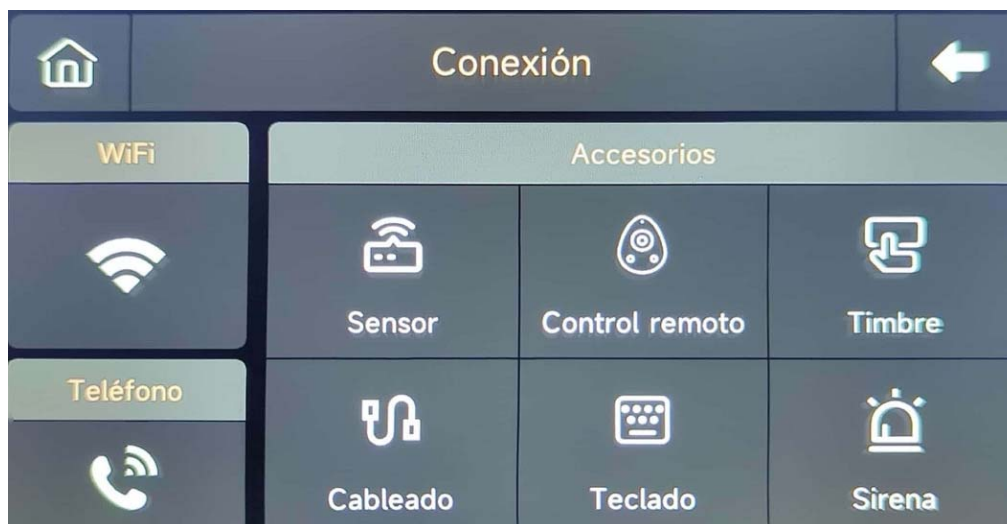 Conexión
WiFi
Accesorios
Sensor
Control remoto
Timbre
Teléfono
Cableado
Teclado
Sirena